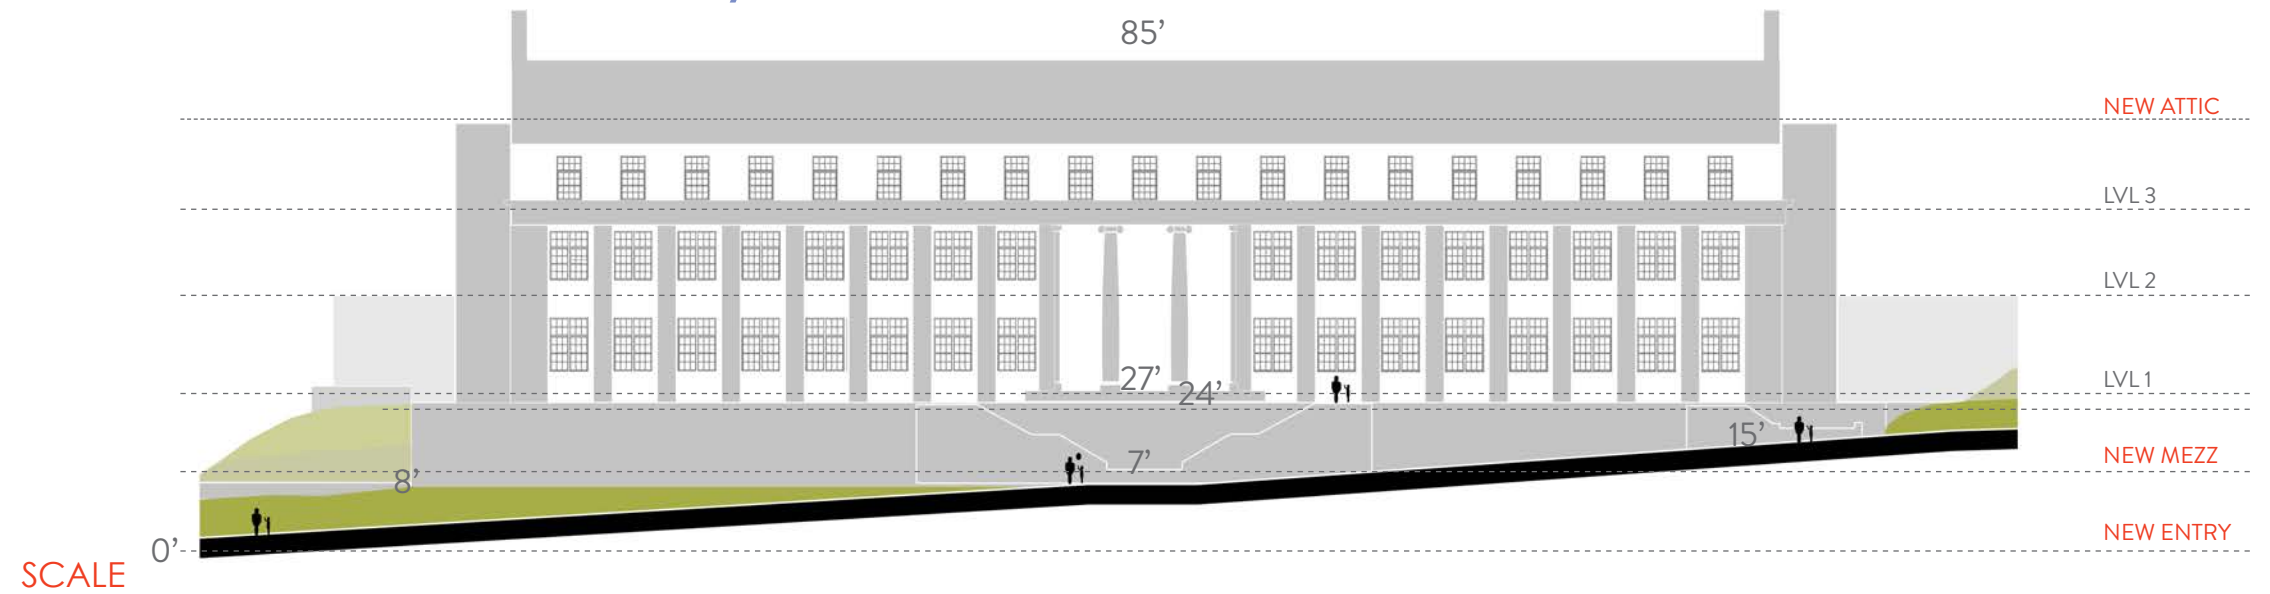 85’
NEW ATTIC
LVL 3
LVL 2
LVL 1
27’
24’
15’
7’
NEW MEZZ
8’
NEW ENTRY
0’
SCALE